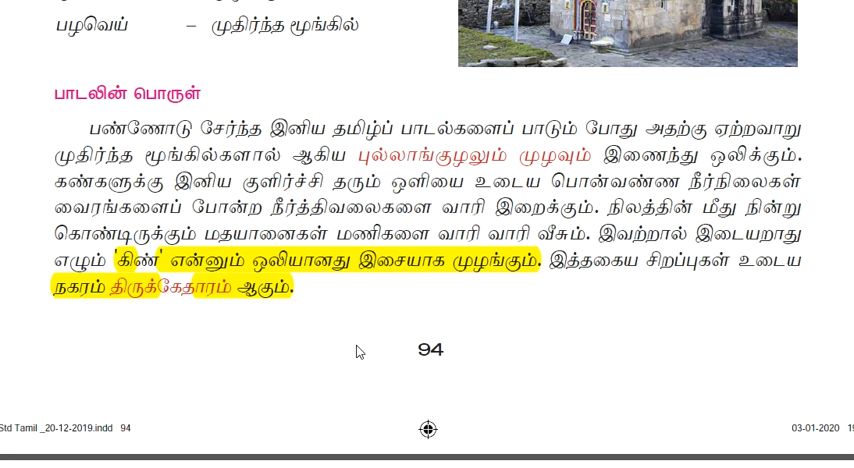 பழவெய் – முதிர்ந்த மூங்கில்
பாடலின் பொருள்
பண்ணோடு சேர்ந்த இனிய தமிழ்ப் பாடல்களைப் பாடும் போது அதற்கு ஏற்றவாறு
முதிர்ந்த மூங்கில்களால் ஆகிய புல்லாங்குழலும் முழவும் இணைந்து ஒலிக்கும்.
கண்களுக்கு இனிய குளிர்ச்சி தரும் ஒளியை உடைய பொன்வண்ண நீர்நிலைகள்
வைரங்களைப் போன்ற நீர்த்திவலைகளை வாரி இறைக்கும். நிலத்தின் மீது நின்று
கொண்டிருக்கும் மதயானைகள் மணிகளை வாரி வாரி வீசும். இவற்றால் இடையறாது
எழும் 'கிண்' என்னும் ஒலியானது இசையாக முழங்கும். இத்தகைய சிறப்புகள் உடைய
நகரம் திருக்கேதாரம் ஆகும்.
94
Std Tamil _20-12-2019.indd 94
03-01-2020